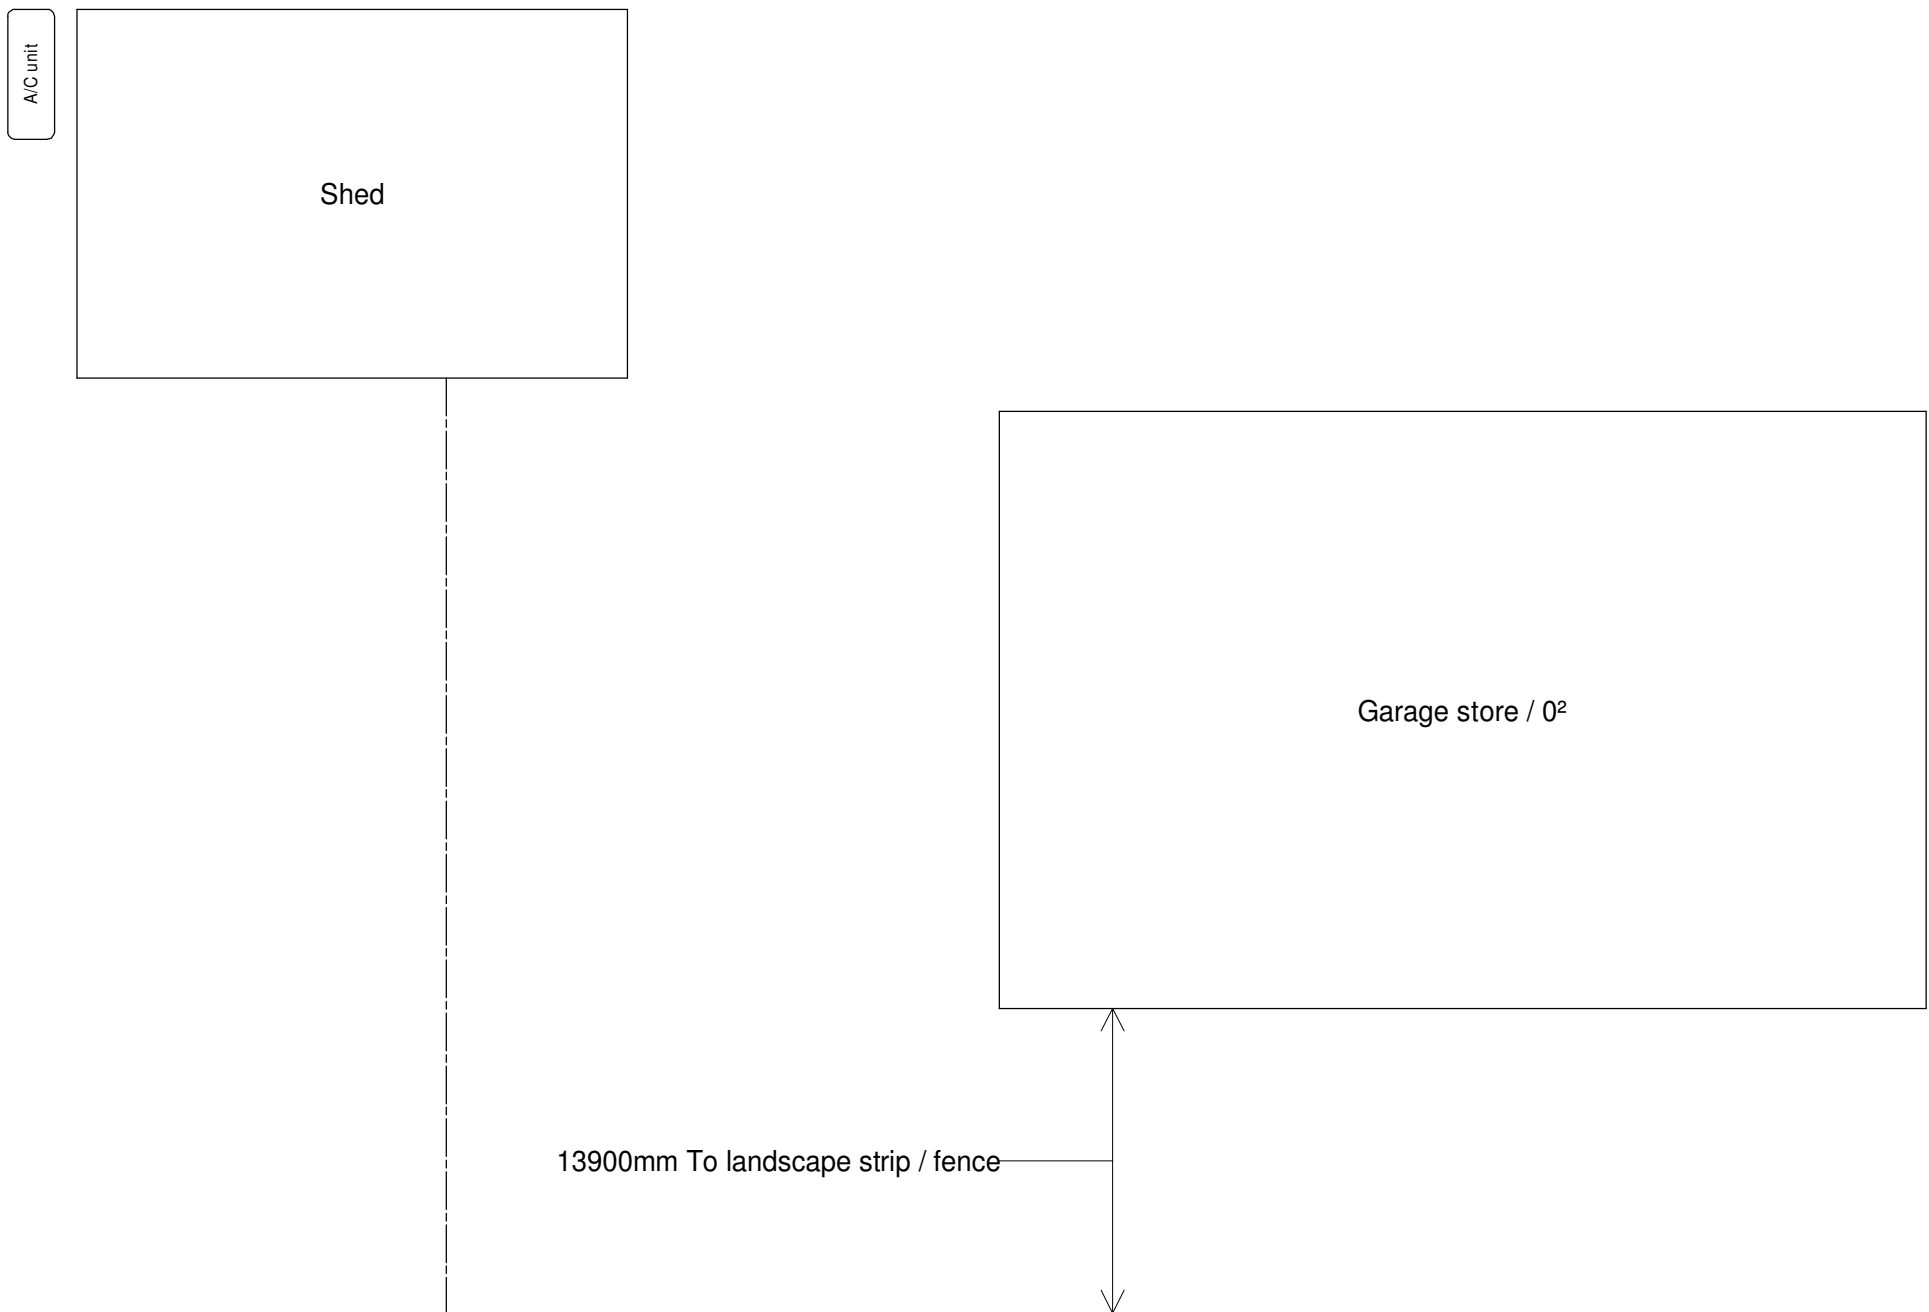 A/C unit
Shed
Garage store / 0²
13900mm To landscape strip / fence